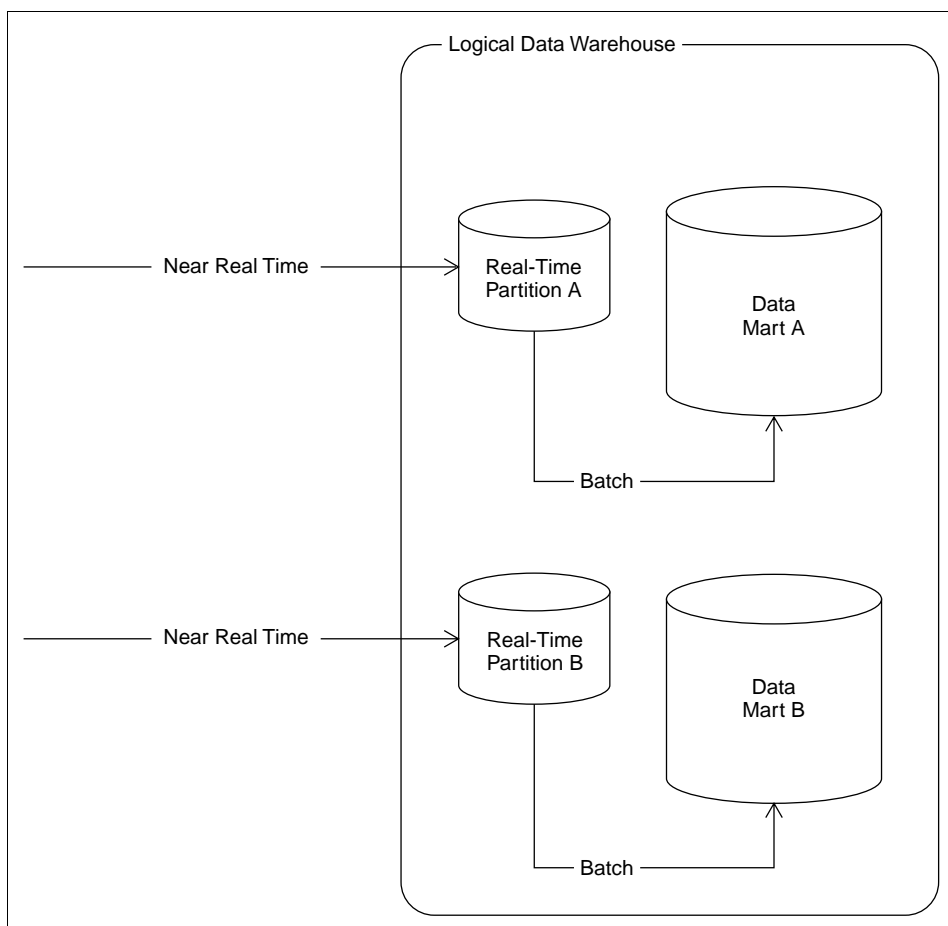 Logical Data Warehouse
Near Real Time
Real-Time
Partition A
Data
Mart A
Batch
Near Real Time
Real-Time
Partition B
Data
Mart B
Batch